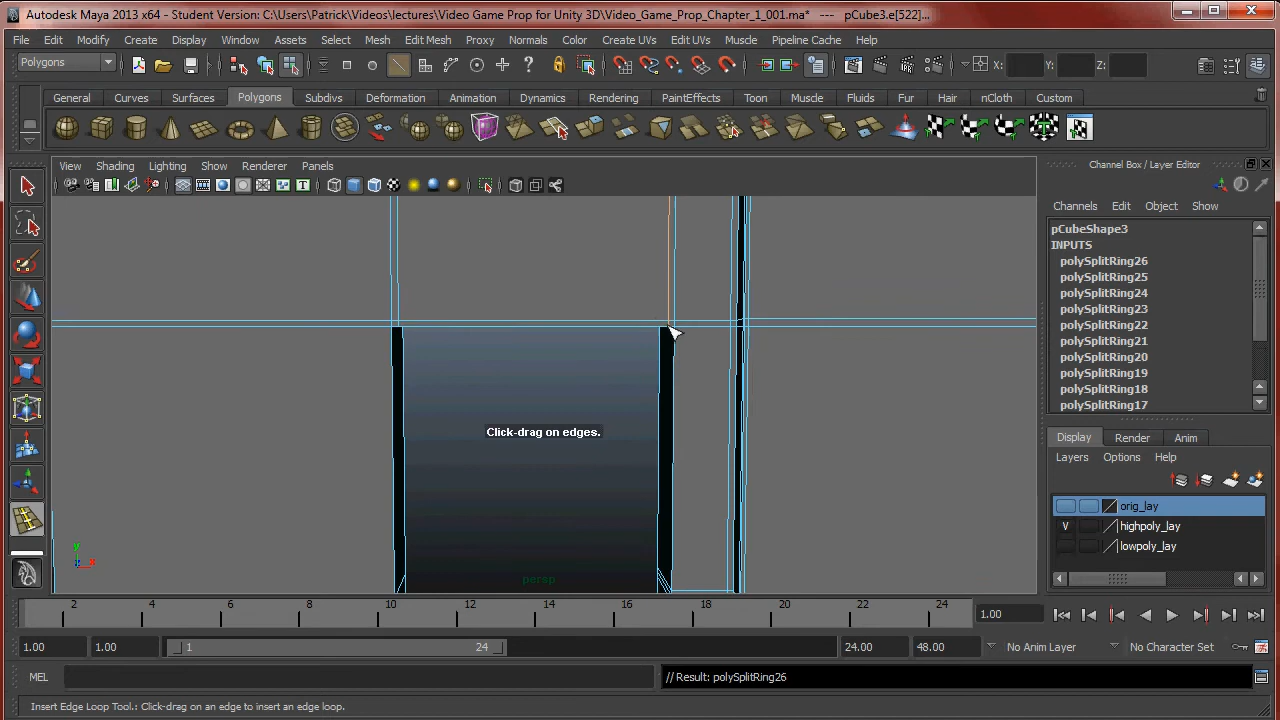 Autodesk Maya 2013 x64 - Student Version: C:\Users\Patrick\Videos\lectures\Video Game Prop for Unity 3D\Video_Game_Prop_Chapter_1_001.ma* --- pCube3.e[522]...
File Edit Modify Create Display Window Assets Select Mesh Edit Mesh Proxy Normals Color Create UVs Edit UVs Muscle Pipeline Cache Help
Polygons X: Y: Z:
General Curves Surfaces Polygons Subdivs Deformation Animation Dynamics Rendering PaintEffects Toon Muscle Fluids Fur Hair nCloth Custom
View Shading Lighting Show Renderer Panels
Channel Box / Layer Editor
Channels Edit Object Show
pCubeShape3
INPUTS
polySplitRing26
polySplitRing25
polySplitRing24
polySplitRing23
polySplitRing22
polySplitRing21
polySplitRing20
polySplitRing19
polySplitRing18
polySplitRing17
Click-drag on edges.
persp
y
z x
Display Render Anim
Layers Options Help
orig_lay
V highpoly_lay
lowpoly_lay
2 4 6 8 10 12 14 16 18 20 22 24 1.00
1.00 1.00 1 24 24.00 48.00 No Anim Layer No Character Set
MEL // Result: polySplitRing26
Insert Edge Loop Tool.: Click-drag on an edge to insert an edge loop.